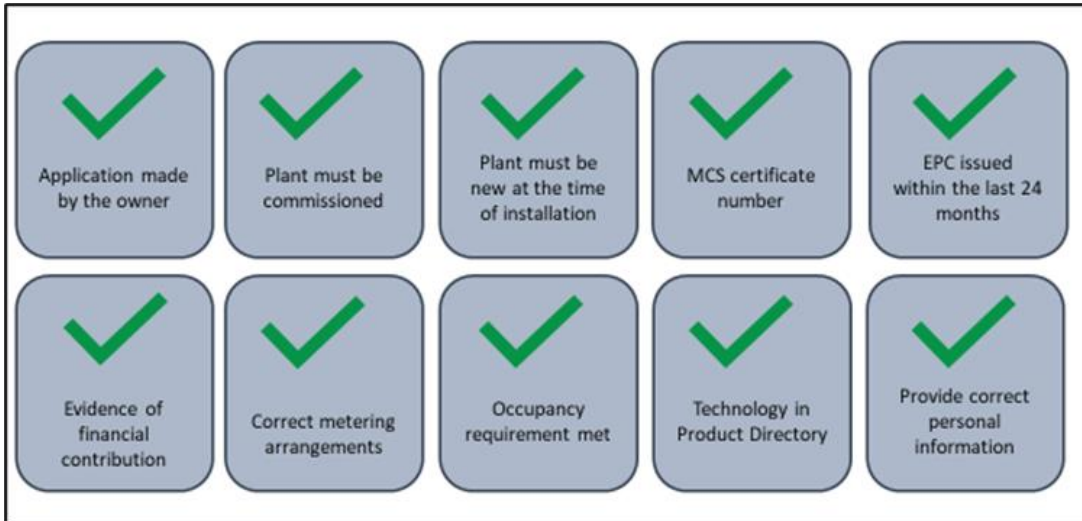 Application made
by the owner
Plant must be
commissioned
Plant must be
new at the time
of installation
MCS certificate
number
EPC issued
within the last 24
months
Evidence of
financial
contribution
Correct metering
arrangements
Occupancy
requirement met
Technology in
Product Directory
Provide correct
personal
information